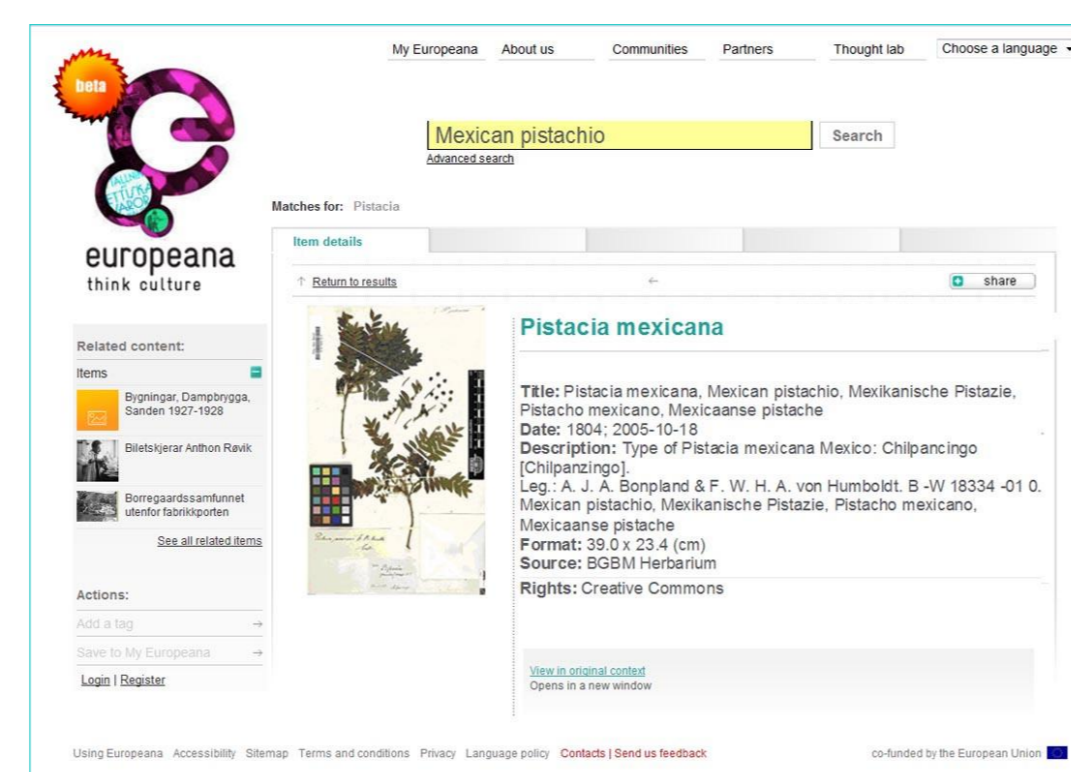 My Europeana About us Communities Partners Thought lab Choose a language
beta
europeana
think culture
Mexican pistachio Search
Advanced search
Matches for: Pistacia
Item details
Return to results ← share
Related content:
Items
Bygningar, Dampbrygga,
Sanden 1927-1928
Biletskjerar Anthon Røvik
Borregaardssamfunnet
utenfor fabrikkporten
See all related items
Actions:
Add a tag →
Save to My Europeana →
Login | Register
Pistacia mexicana
Title: Pistacia mexicana, Mexican pistachio, Mexikanische Pistazie,
Pistacho mexicano, Mexicaanse pistache
Date: 1804; 2005-10-18
Description: Type of Pistacia mexicana Mexico: Chilpancingo
[Chilpanzingo].
Leg.: A. J. A. Bonpland & F. W. H. A. von Humboldt. B -W 18334 -01 0.
Mexican pistachio, Mexikanische Pistazie, Pistacho mexicano,
Mexicaanse pistache
Format: 39.0 x 23.4 (cm)
Source: BGBM Herbarium
Rights: Creative Commons
View in original context
Opens in a new window
Using Europeana Accessibility Sitemap Terms and conditions Privacy Language policy Contacts | Send us feedback co-funded by the European Union